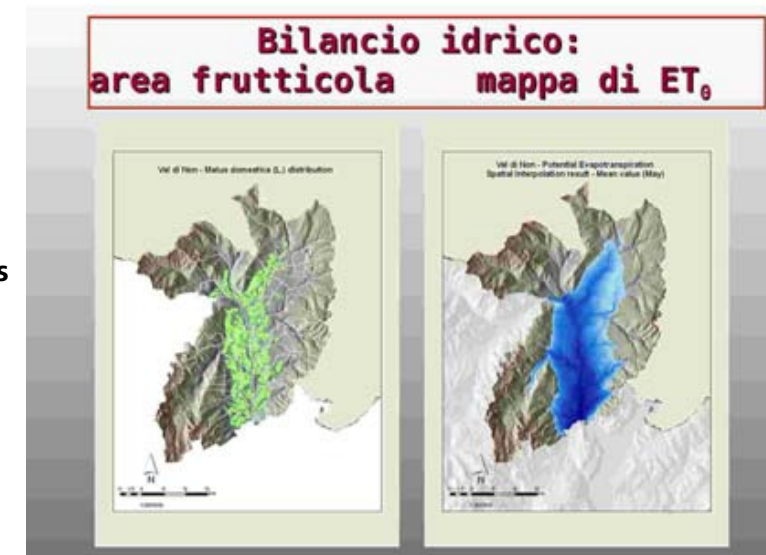 Bilancio idrico:
area frutticola mappa di ET₀
Val di Non - Malus domestica (L.) distribution
Val di Non - Potential Evapotranspiration
Spatial Interpolation result - Mean value (May)
s
N
N